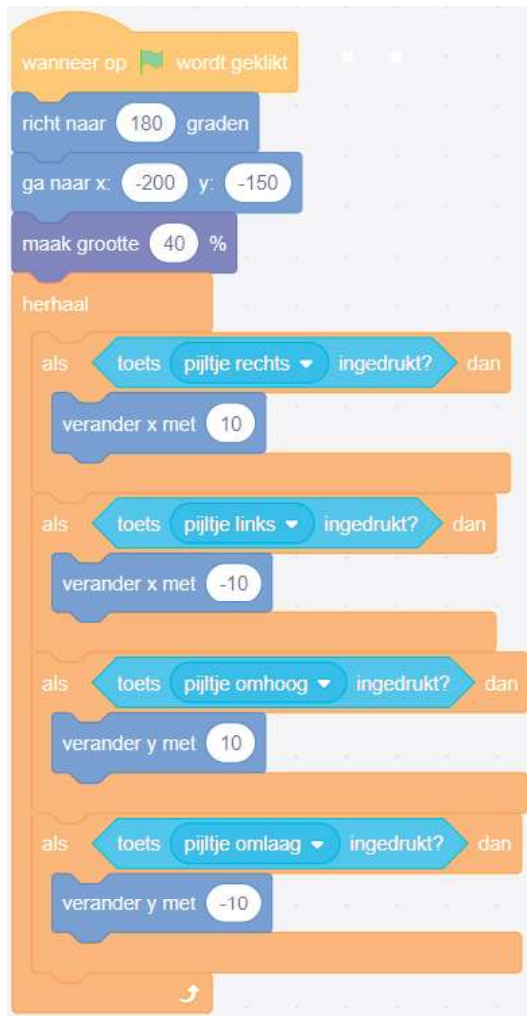 wanneer op wordt geklikt
richt naar 180 graden
ga naar x: -200 y: -150
maak grootte 40 %
herhaal
als toets pijltje rechts ingedrukt? dan
verander x met 10
als toets pijltje links ingedrukt? dan
verander x met -10
als toets pijltje omhoog ingedrukt? dan
verander y met 10
als toets pijltje omlaag ingedrukt? dan
verander y met -10